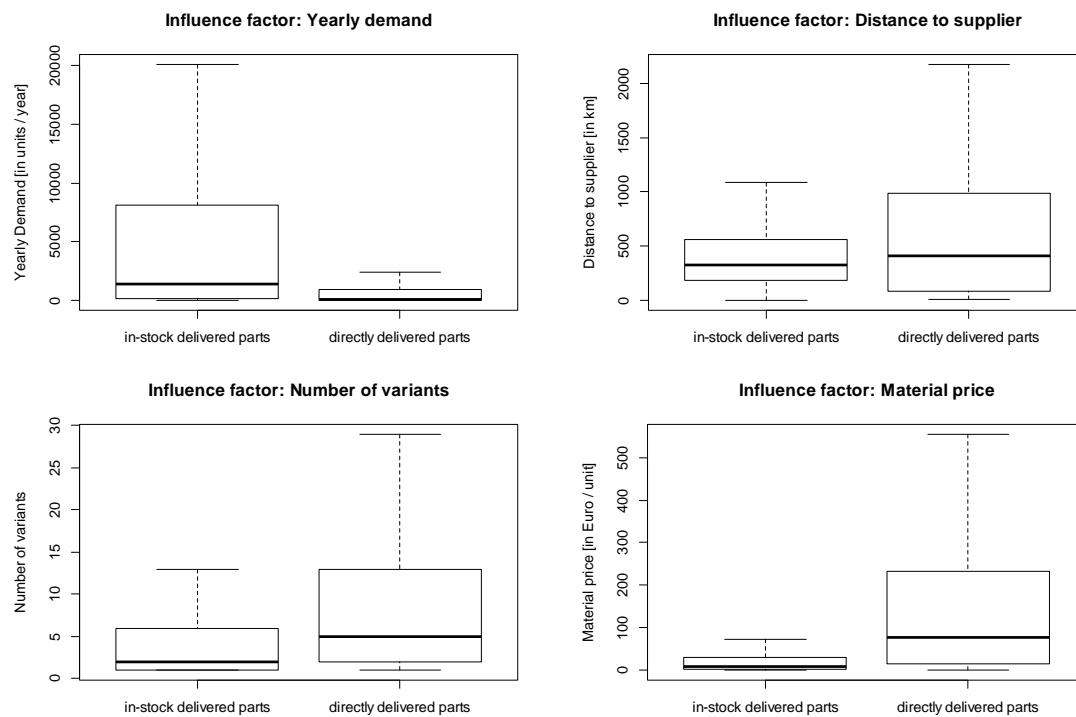 Influence factor: Yearly demand
Yearly Demand [in units / year]
20000
15000
10000
5000
0
in-stock delivered parts
directly delivered parts
Influence factor: Distance to supplier
Distance to supplier [in km]
2000
1500
1000
500
0
in-stock delivered parts
directly delivered parts
Influence factor: Number of variants
Number of variants
30
25
20
15
10
5
0
in-stock delivered parts
directly delivered parts
Influence factor: Material price
Material price [in Euro / unit]
500
400
300
200
100
0
in-stock delivered parts
directly delivered parts